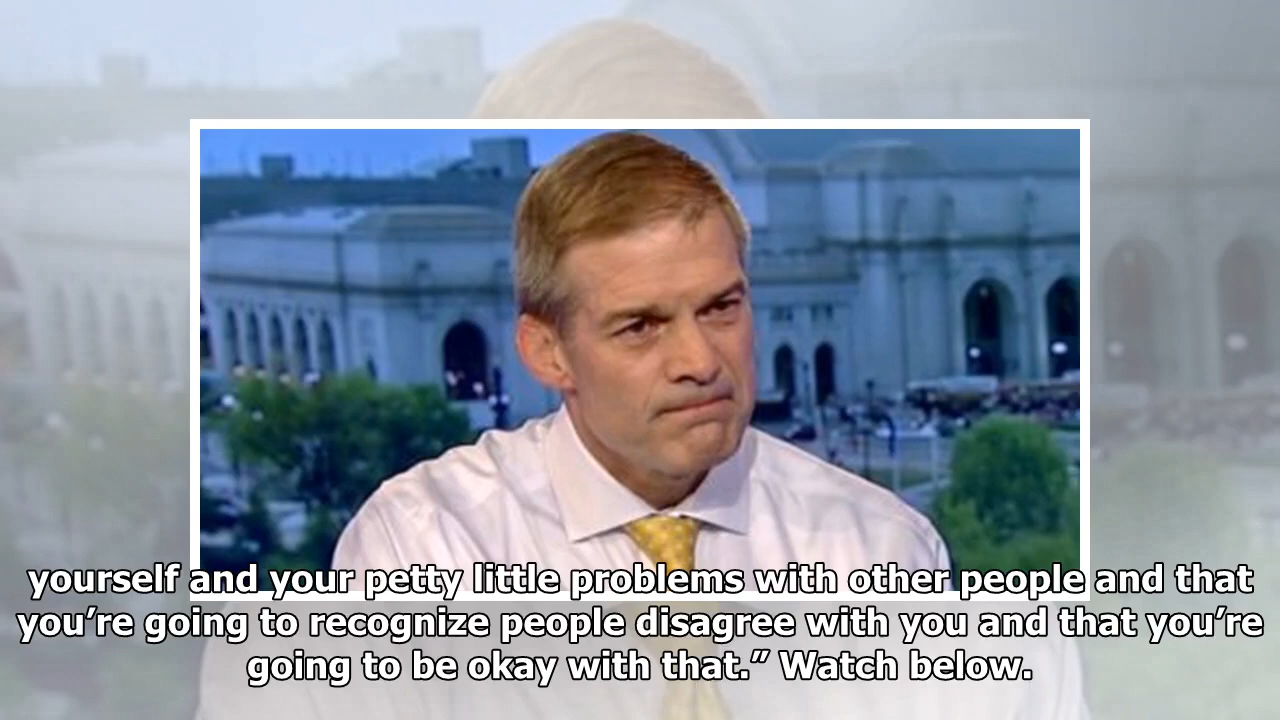 yourself and your petty little problems with other people and that
you’re going to recognize people disagree with you and that you’re
going to be okay with that.” Watch below.